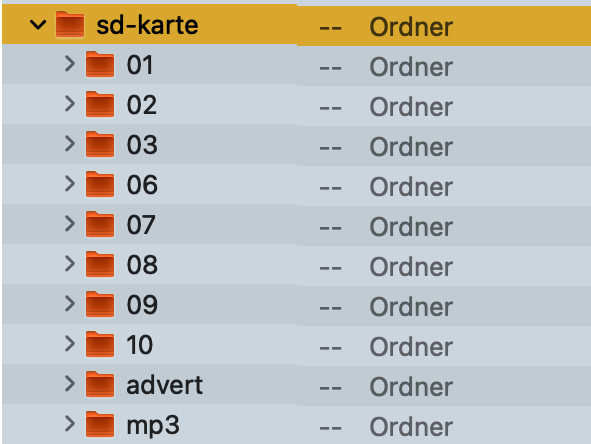 sd-karte -- Ordner
01 -- Ordner
02 -- Ordner
03 -- Ordner
06 -- Ordner
07 -- Ordner
08 -- Ordner
09 -- Ordner
10 -- Ordner
advert -- Ordner
mp3 -- Ordner